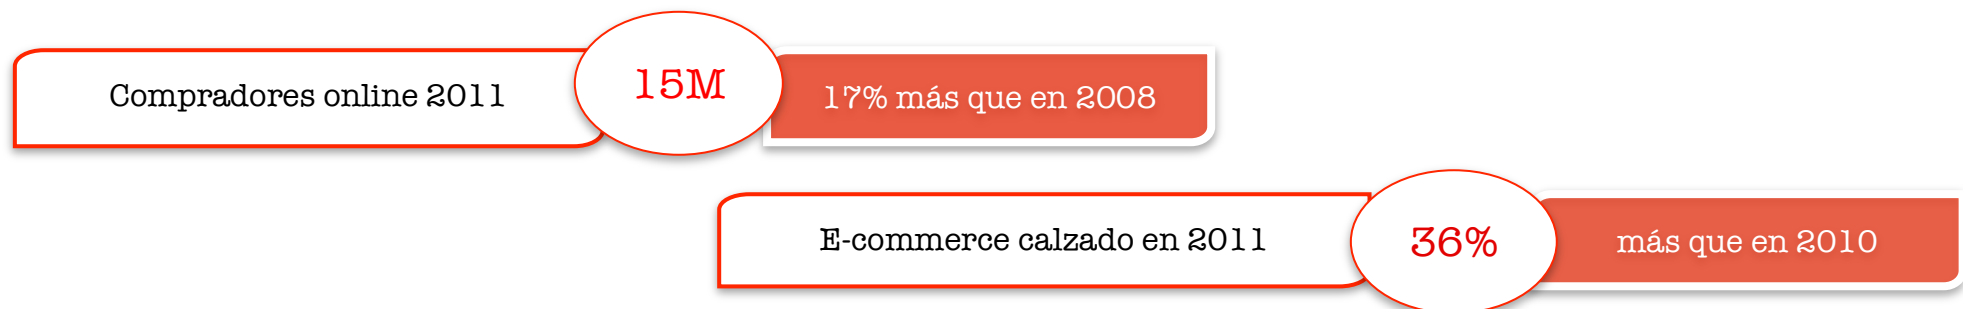 Compradores online 2011
15M
17% más que en 2008
E-commerce calzado en 2011
36%
más que en 2010